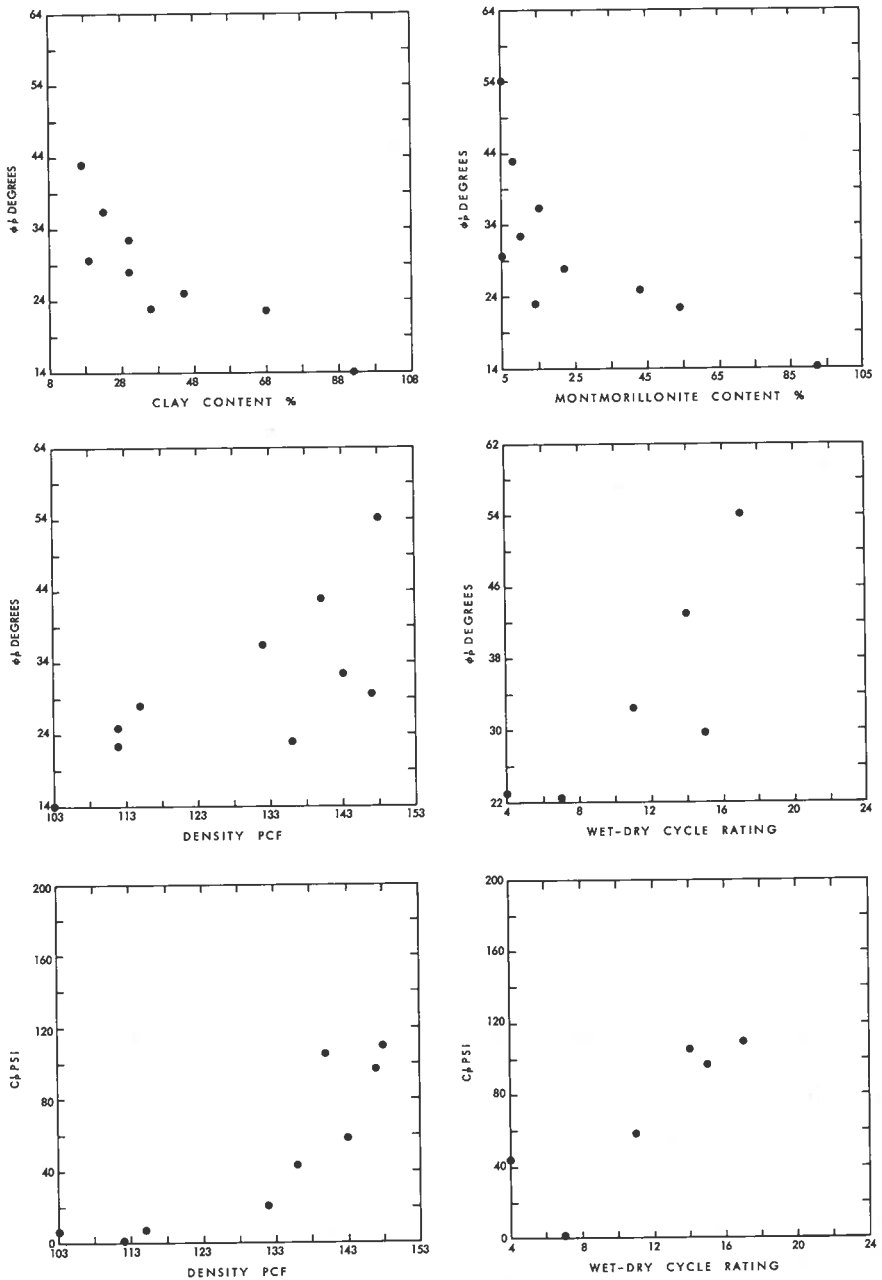 64
54
44
34
24
14
φ' DEGREES
8 28 48 68 88 108
CLAY CONTENT %
64
54
44
34
24
14
DEGREES
5 25 45 65 85 105
MONTMORILLONITE CONTENT %
64
54
44
34
24
14
DEGREES
103 113 123 133 143 153
DENSITY PCF
62
54
46
38
30
22
DEGREES
4 8 12 16 20 24
WET-DRY CYCLE RATING
200
160
120
80
40
0
PSI
103 113 123 133 143 153
DENSITY PCF
200
160
120
80
40
0
PSI
4 8 12 16 20 24
WET-DRY CYCLE RATING